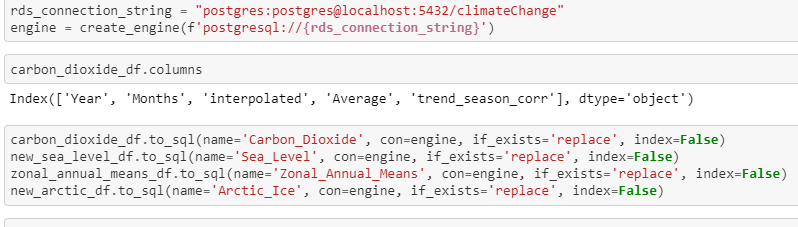 rds_connection_string = "postgres:postgres@localhost:5432/climateChange"
engine = create_engine(f'postgresql://{rds_connection_string}')
carbon_dioxide_df.columns
Index(['Year', 'Months', 'interpolated', 'Average', 'trend_season_corr'], dtype='object')
carbon_dioxide_df.to_sql(name='Carbon_Dioxide', con=engine, if_exists='replace', index=False)
new_sea_level_df.to_sql(name='Sea_Level', con=engine, if_exists='replace', index=False)
zonal_annual_means_df.to_sql(name='Zonal_Annual_Means', con=engine, if_exists='replace', index=False)
new_arctic_df.to_sql(name='Arctic_Ice', con=engine, if_exists='replace', index=False)